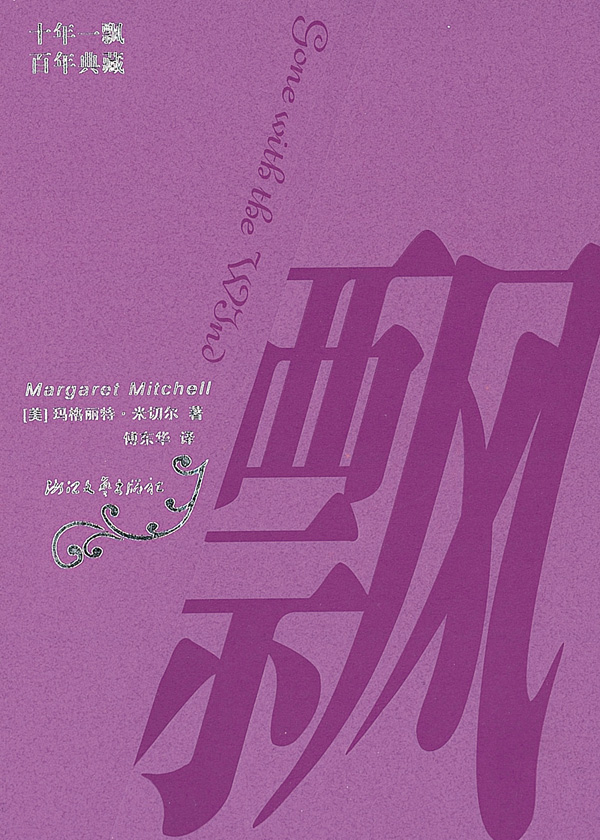 十年一飘
百年典藏
Gone with the Wind
飘
Margaret Mitchell
[美] 玛格丽特·米切尔 著
傅东华 译
浙江文艺出版社